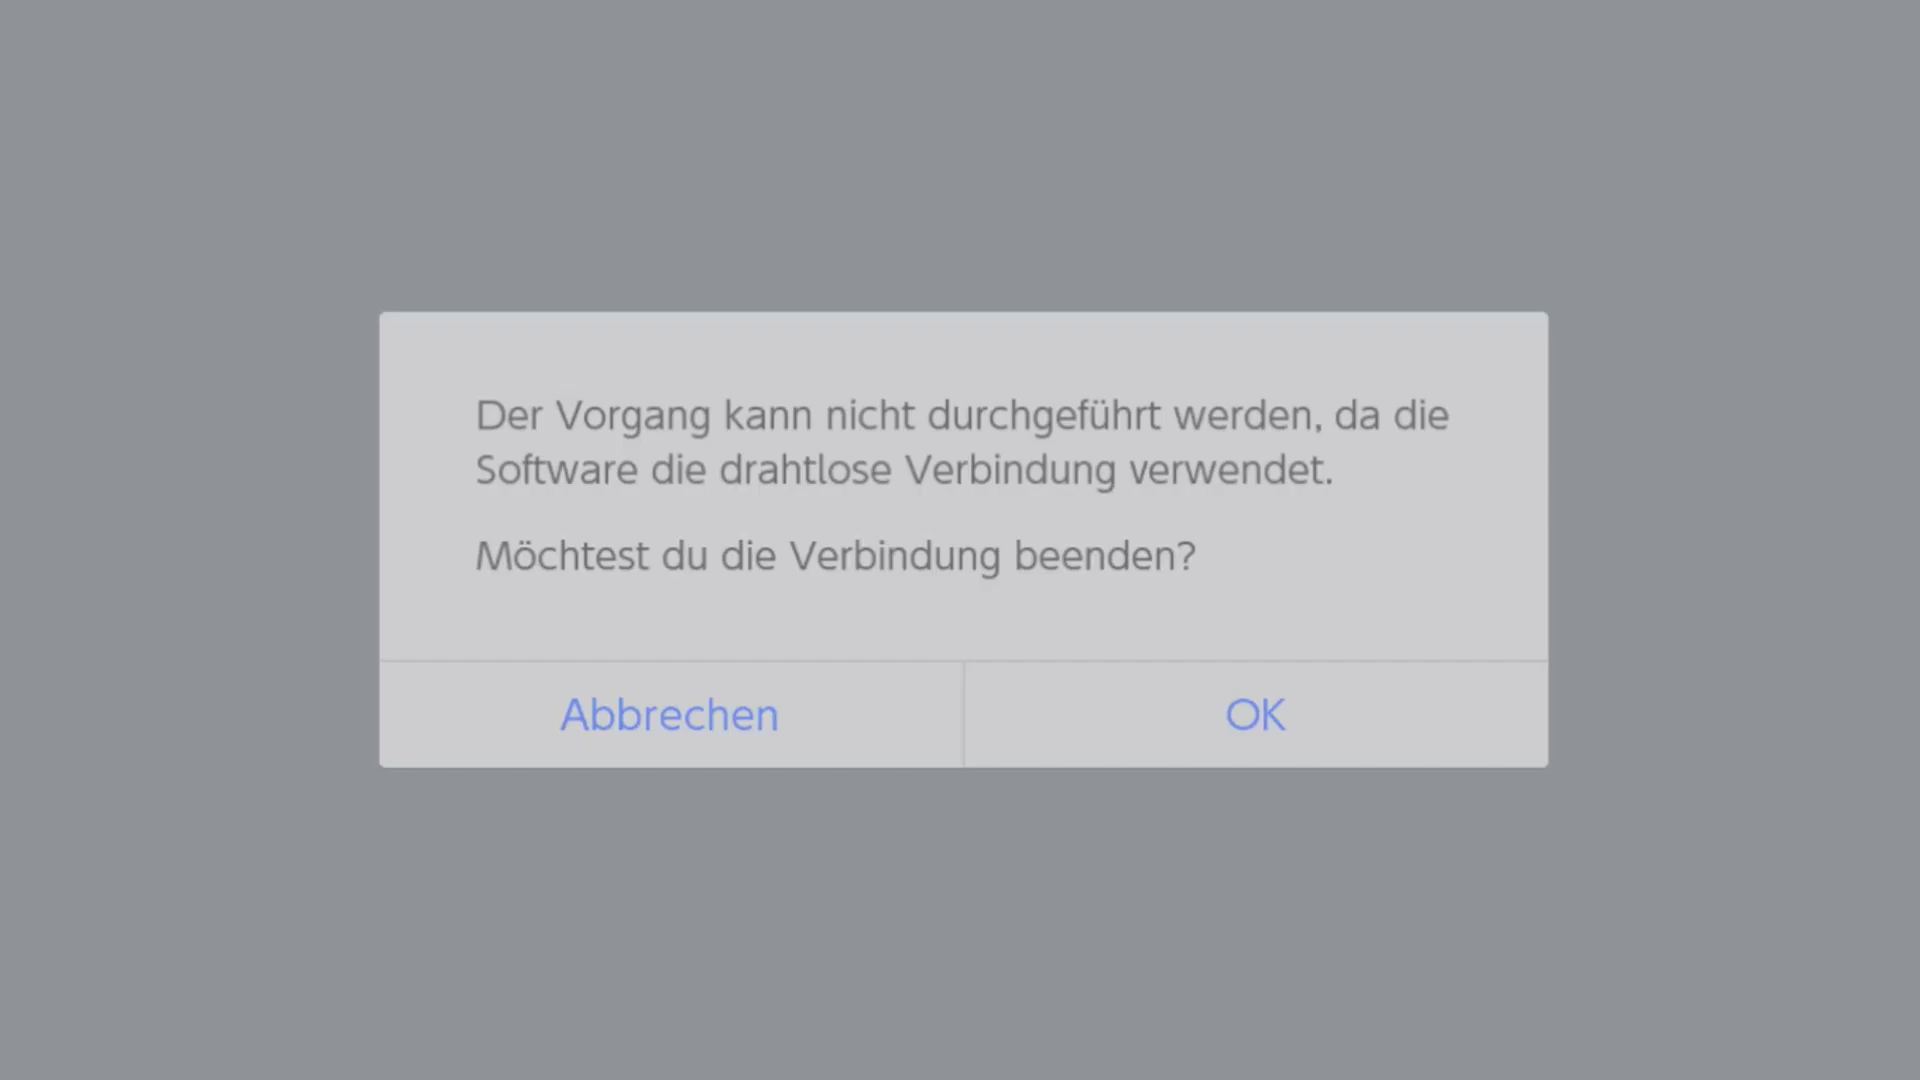 Der Vorgang kann nicht durchgeführt werden, da die
Software die drahtlose Verbindung verwendet.
Möchtest du die Verbindung beenden?
Abbrechen
OK